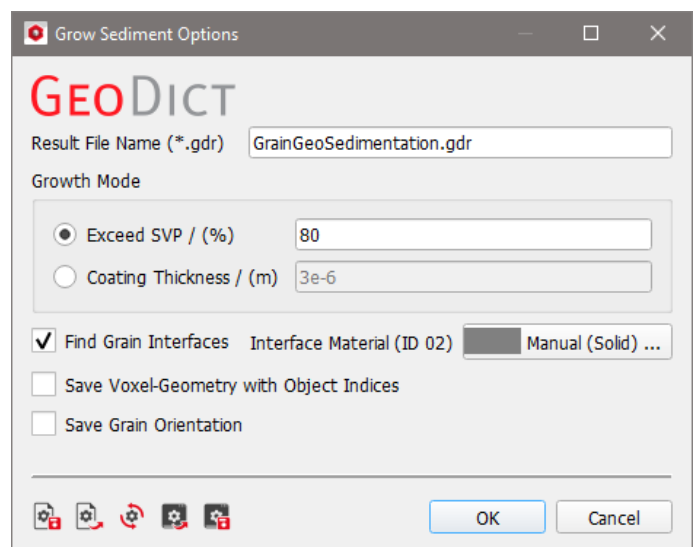 Grow Sediment Options
GEODICT
Result File Name (*.gdr) GrainGeoSedimentation.gdr
Growth Mode
Exceed SVP / (%) 80
Coating Thickness / (m) 3e-6
Find Grain Interfaces Interface Material (ID 02) Manual (Solid) ...
Save Voxel-Geometry with Object Indices
Save Grain Orientation
OK Cancel